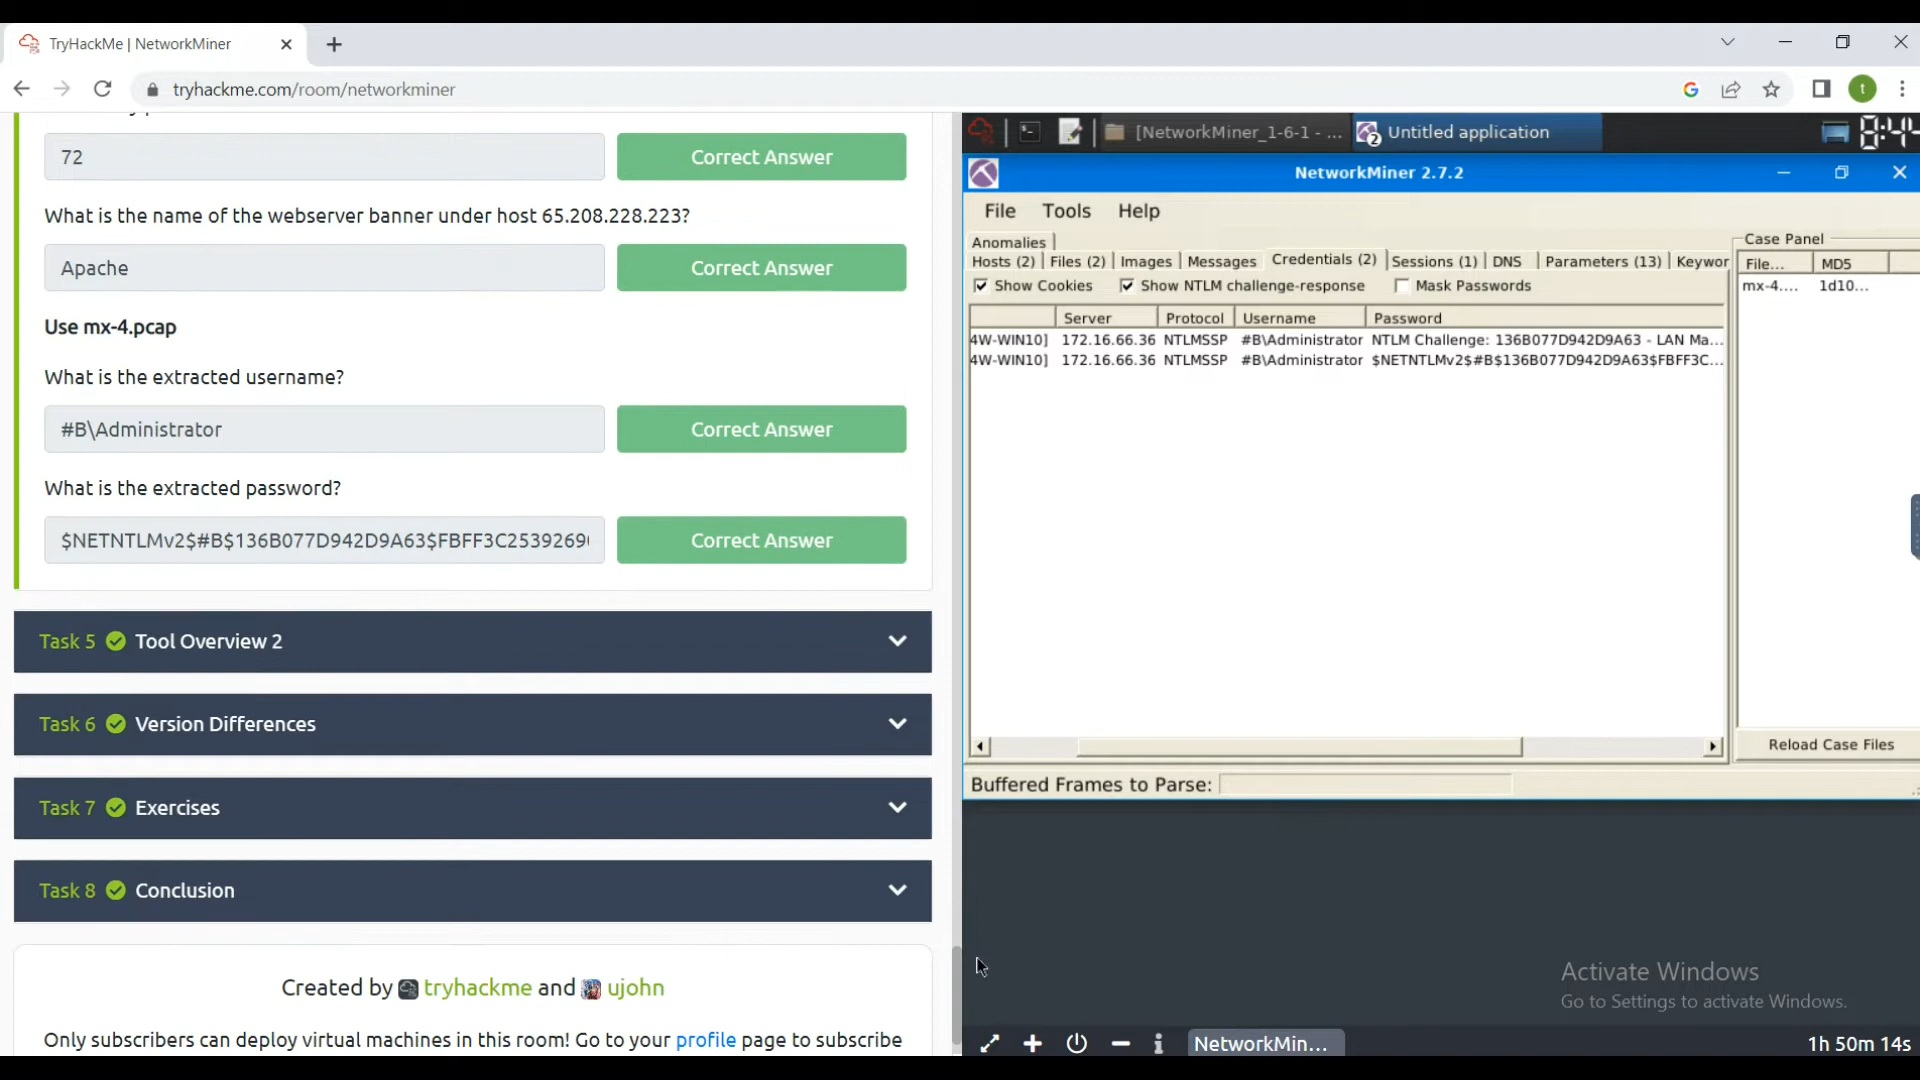 TryHackMe | NetworkMiner
tryhackme.com/room/networkminer
t
72
Correct Answer
What is the name of the webserver banner under host 65.208.228.223?
Apache
Correct Answer
Use mx-4.pcap
What is the extracted username?
#B\Administrator
Correct Answer
What is the extracted password?
$NETNTLMv2$#B$136B077D942D9A63$FBFF3C2539269
Correct Answer
Task 5 Tool Overview 2
Task 6 Version Differences
Task 7 Exercises
Task 8 Conclusion
Created by tryhackme and ujohn
Only subscribers can deploy virtual machines in this room! Go to your profile page to subscribe
[NetworkMiner_1-6-1 - ... Untitled application
NetworkMiner 2.7.2
File Tools Help
Anomalies
Hosts (2) Files (2) Images Messages Credentials (2) Sessions (1) DNS Parameters (13) Keywor
Show Cookies Show NTLM challenge-response Mask Passwords
Server Protocol Username Password
4W-WIN10] 172.16.66.36 NTLMSSP #B\Administrator NTLM Challenge: 136B077D942D9A63 - LAN Ma...
4W-WIN10] 172.16.66.36 NTLMSSP #B\Administrator $NETNTLMv2$#B$136B077D942D9A63$FBFF3C...
Case Panel
File... MD5
mx-4.... 1d10...
Reload Case Files
Buffered Frames to Parse:
Activate Windows
Go to Settings to activate Windows.
NetworkMin...
1h 50m 14s